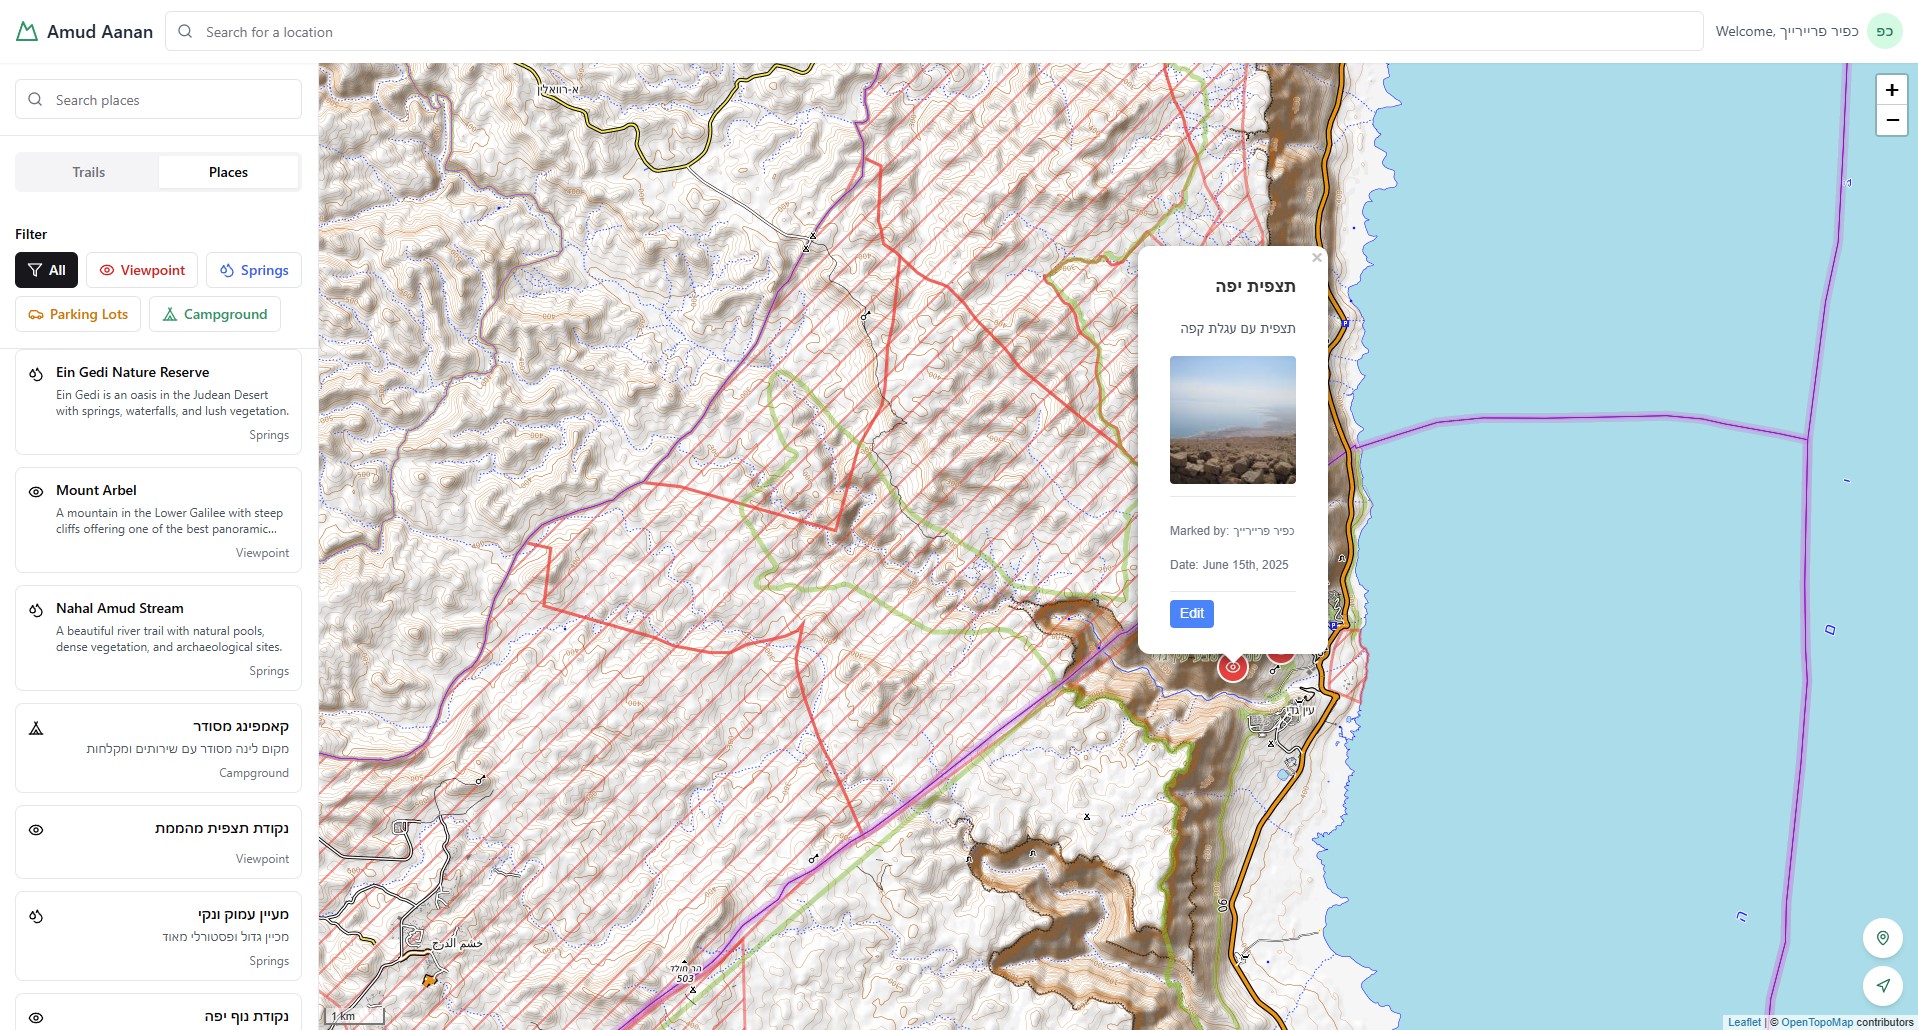 Amud Aanan
Search for a location
Welcome, כפיר פריירייך
כפ
Search places
Trails
Places
Filter
All
Viewpoint
Springs
Parking Lots
Campground
Ein Gedi Nature Reserve
Ein Gedi is an oasis in the Judean Desert
with springs, waterfalls, and lush vegetation.
Springs
Mount Arbel
A mountain in the Lower Galilee with steep
cliffs offering one of the best panoramic...
Viewpoint
Nahal Amud Stream
A beautiful river trail with natural pools,
dense vegetation, and archaeological sites.
Springs
קאמפינג מסודר
מקום לינה מסודר עם שירותים ומקלחות
Campground
נקודת תצפית מהממת
Viewpoint
מעיין עמוק ונקי
מכיין גדול ופסטורלי מאוד
Springs
נקודת נוף יפה
א-רוואלין
תצפית יפה
תצפית עם עגלת קפה
Marked by: כפיר פריירייך
Date: June 15th, 2025
Edit
עין גדי
90
خشم الدرج
הר חולד
503
1 km
+
−
Leaflet | © OpenTopoMap contributors